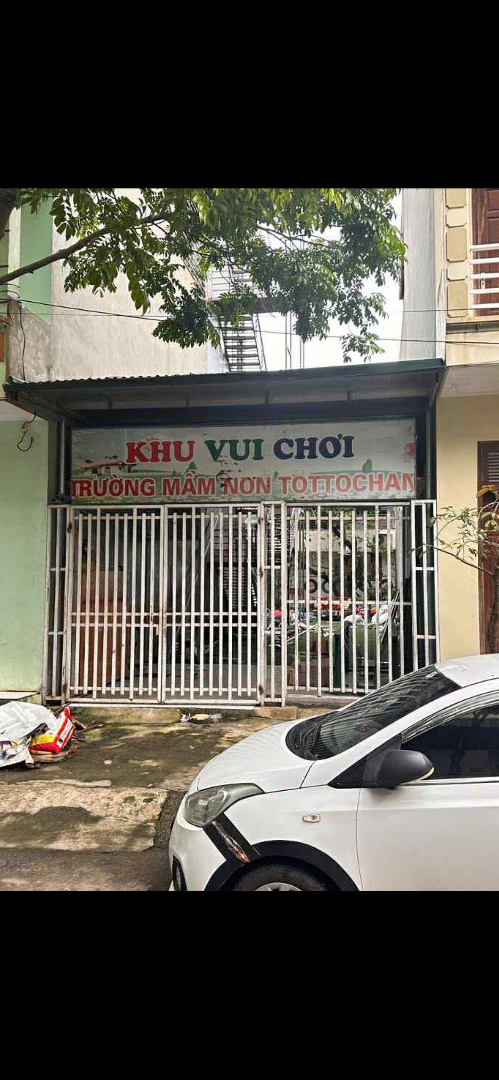 KHU VUI CHƠI
TRƯỜNG MẦM NON TOTTOCHAN